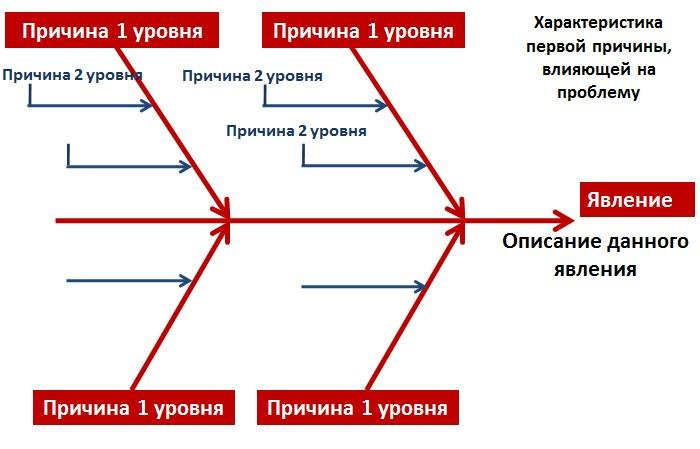 Причина 1 уровня
Причина 1 уровня
Характеристика
первой причины,
влияющей на
проблему
Причина 2 уровня
Причина 2 уровня
Причина 2 уровня
Явление
Описание данного
явления
Причина 1 уровня
Причина 1 уровня